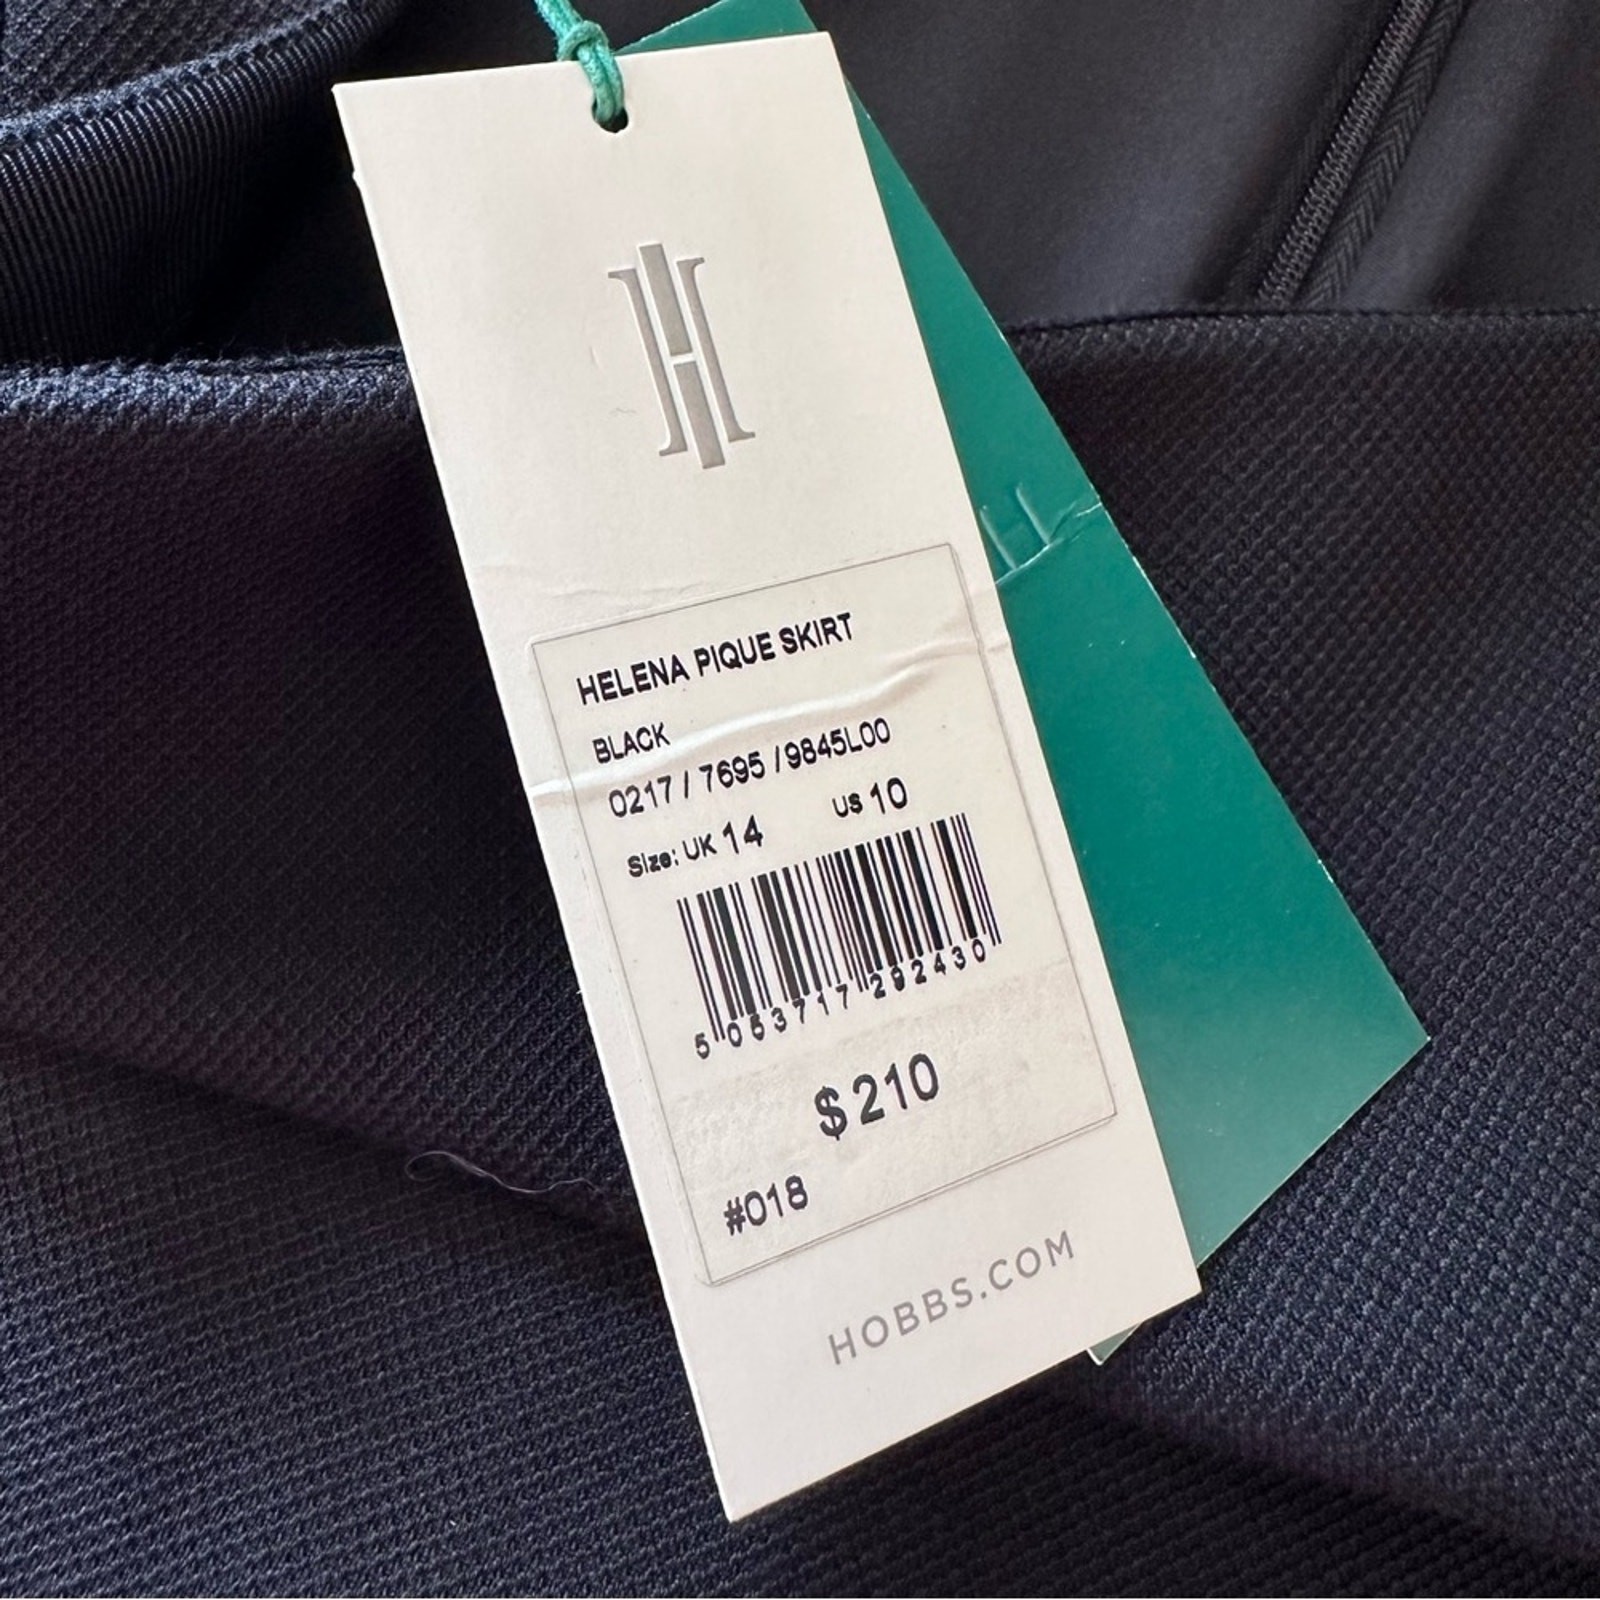 H
HELENA PIQUE SKIRT
BLACK
0217 / 7695 / 9845L00
Size: UK 14 US 10
5 053717 292430
$210
#018
HOBBS.COM